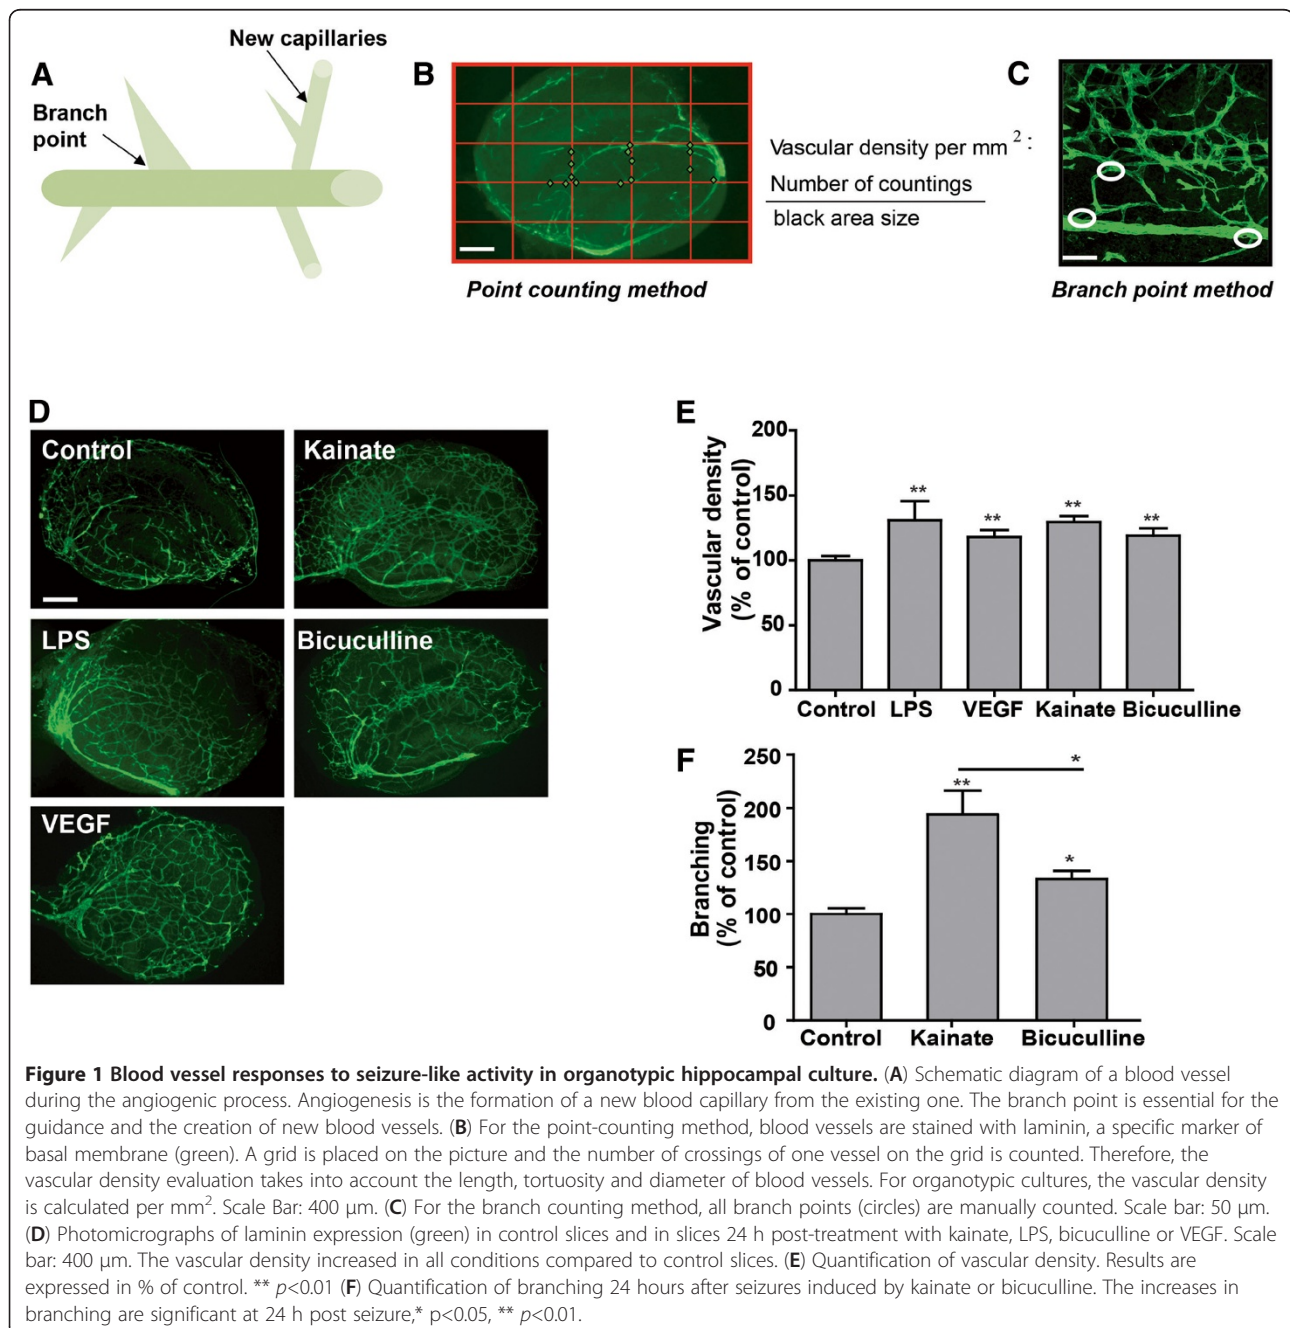 A
New capillaries
Branch
point
B
Point counting method
Vascular density per mm 2 :
Number of countings
black area size
C
Branch point method
D
Control
Kainate
LPS
Bicuculline
VEGF
E
200
150
100
50
0
Vascular density
(% of control)
**
**
**
**
Control LPS VEGF Kainate Bicuculline
F
250
200
150
100
50
0
Branching
(% of control)
*
**
*
Control Kainate Bicuculline
Figure 1 Blood vessel responses to seizure-like activity in organotypic hippocampal culture. (A) Schematic diagram of a blood vessel
during the angiogenic process. Angiogenesis is the formation of a new blood capillary from the existing one. The branch point is essential for the
guidance and the creation of new blood vessels. (B) For the point-counting method, blood vessels are stained with laminin, a specific marker of
basal membrane (green). A grid is placed on the picture and the number of crossings of one vessel on the grid is counted. Therefore, the
vascular density evaluation takes into account the length, tortuosity and diameter of blood vessels. For organotypic cultures, the vascular density
is calculated per mm². Scale Bar: 400 μm. (C) For the branch counting method, all branch points (circles) are manually counted. Scale bar: 50 μm.
(D) Photomicrographs of laminin expression (green) in control slices and in slices 24 h post-treatment with kainate, LPS, bicuculline or VEGF. Scale
bar: 400 μm. The vascular density increased in all conditions compared to control slices. (E) Quantification of vascular density. Results are
expressed in % of control. ** p<0.01 (F) Quantification of branching 24 hours after seizures induced by kainate or bicuculline. The increases in
branching are significant at 24 h post seizure,* p<0.05, ** p<0.01.